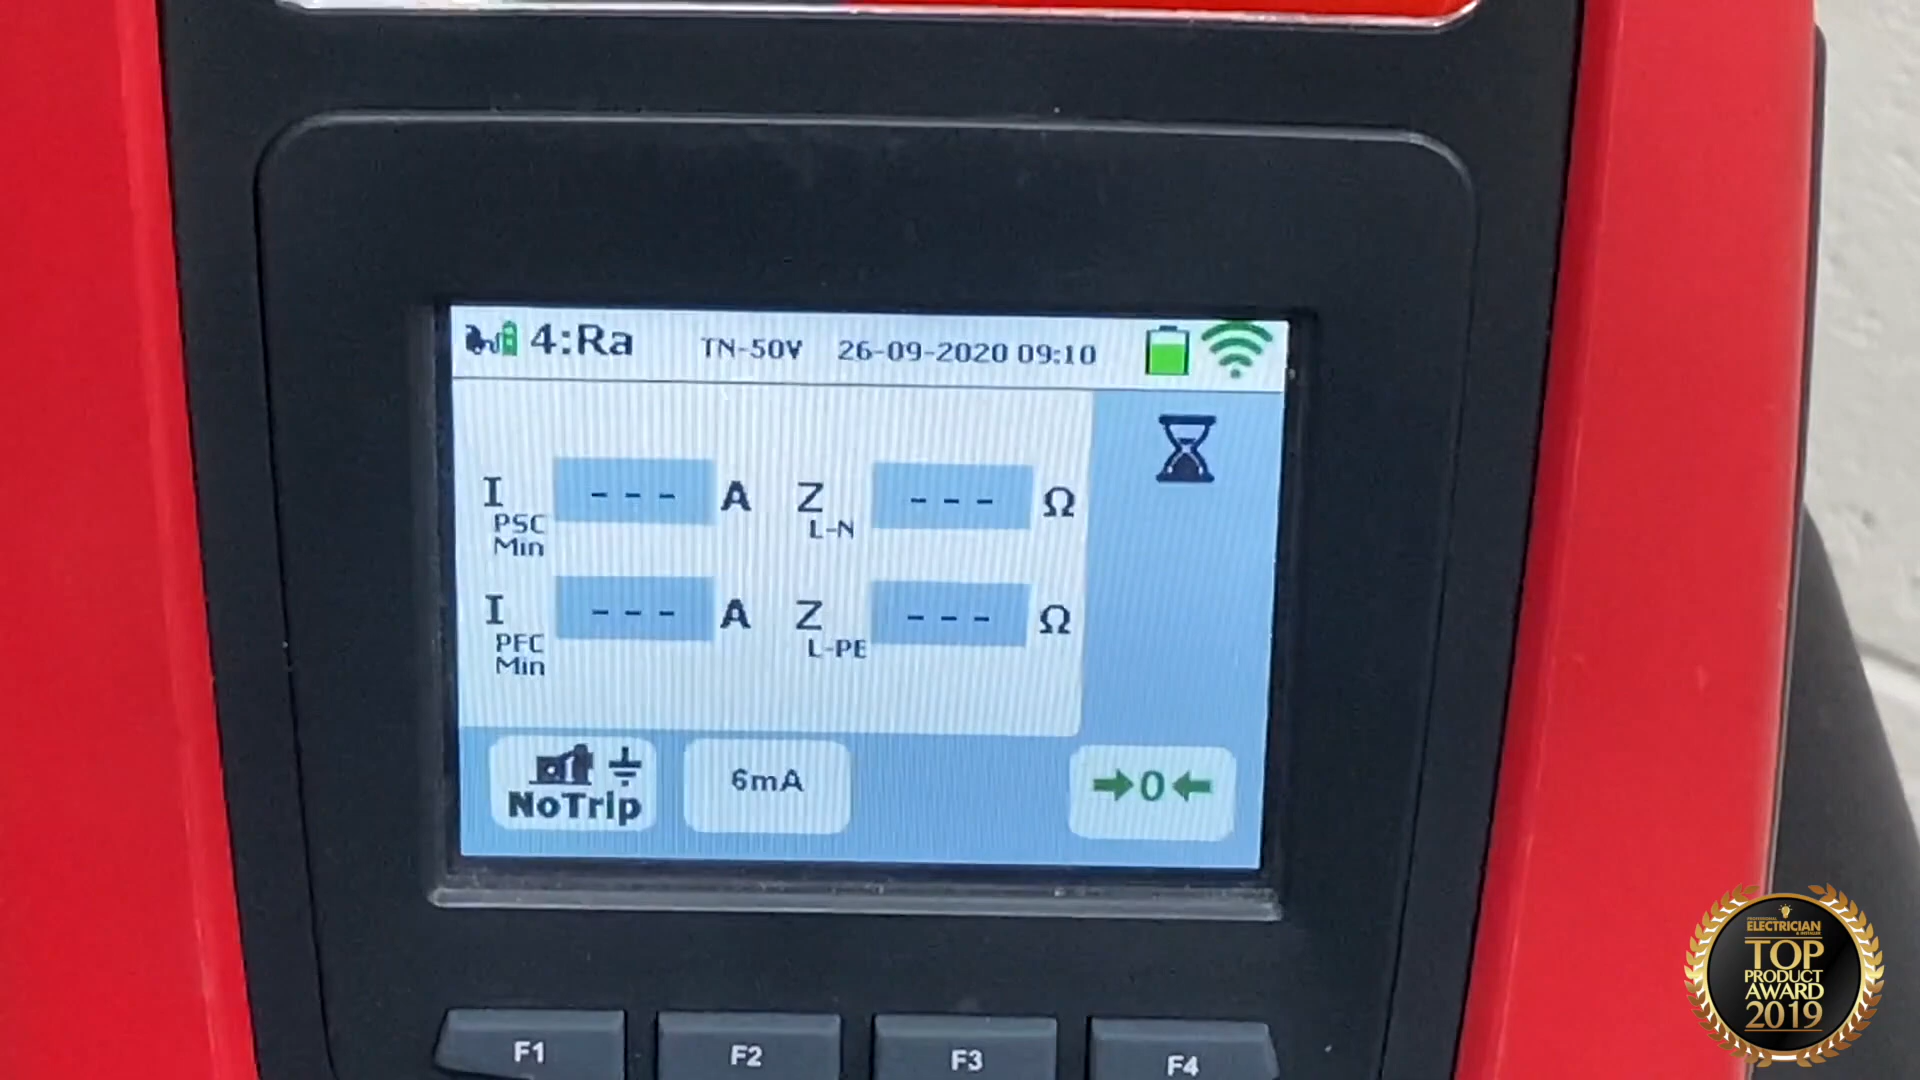 4:Ra TN-50V 26-09-2020 09:10
I PSC Min - - - A Z L-N - - - Ω
I PFC Min - - - A Z L-PE - - - Ω
NoTrip 6mA 0
F1 F2 F3 F4
ELECTRICIAN
TOP
PRODUCT
AWARD
2019